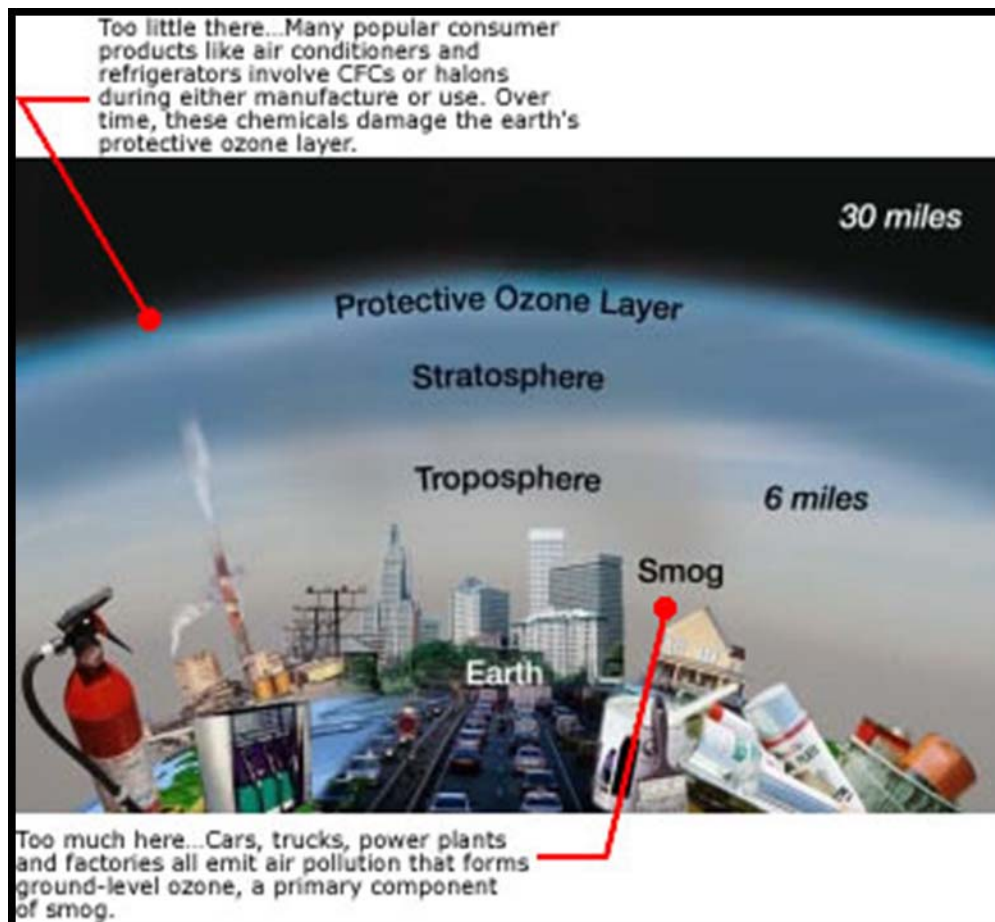 Too little there...Many popular consumer
products like air conditioners and
refrigerators involve CFCs or halons
during either manufacture or use. Over
time, these chemicals damage the earth's
protective ozone layer.
30 miles
Protective Ozone Layer
Stratosphere
Troposphere
6 miles
Smog
Earth
Too much here...Cars, trucks, power plants
and factories all emit air pollution that forms
ground-level ozone, a primary component
of smog.